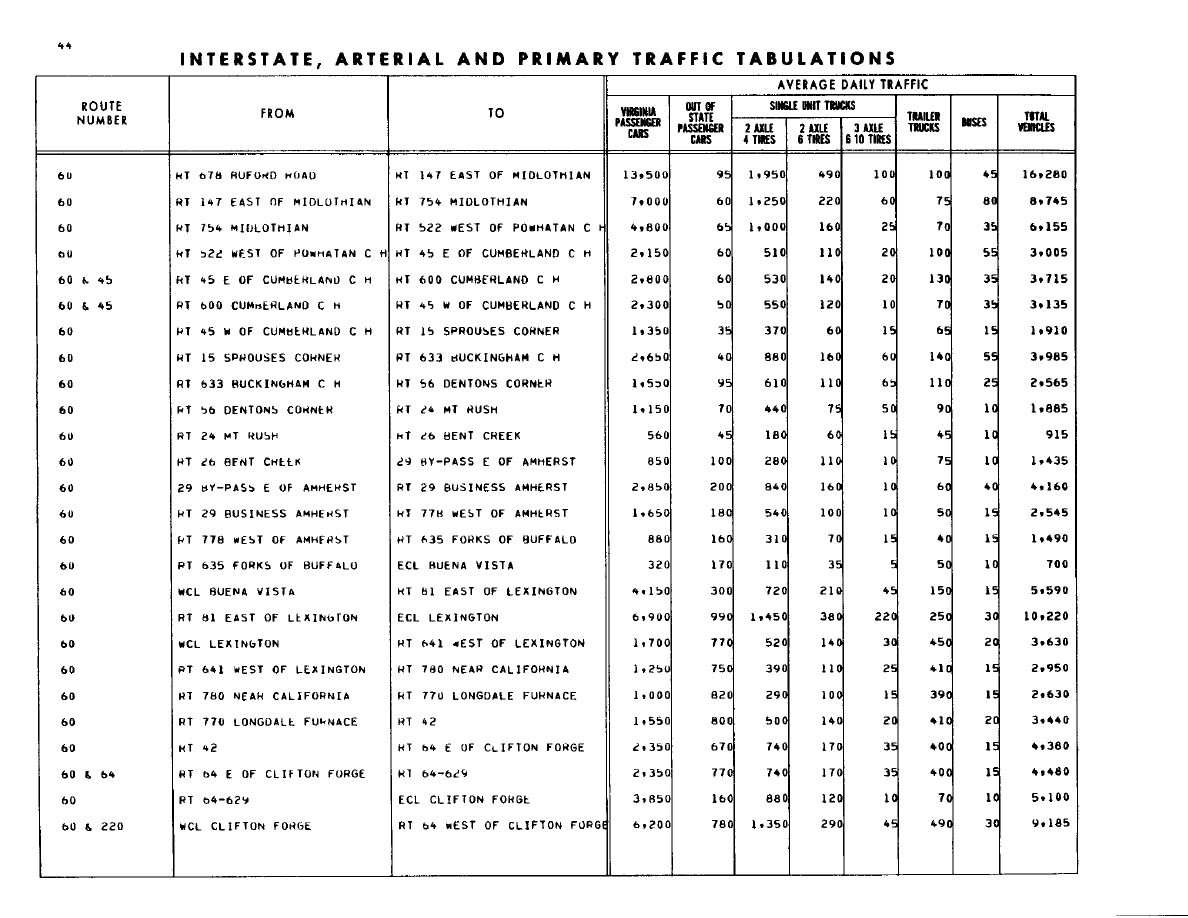 44
INTERSTATE, ARTERIAL AND PRIMARY TRAFFIC TABULATIONS
ROUTE NUMBER FROM TO AVERAGE DAILY TRAFFIC
VIRGINIA PASSENGER CARS OUT OF STATE PASSENGER CARS SINGLE UNIT TRUCKS 2 AXLE 4 TIRES 2 AXLE 6 TIRES 3 AXLE 6 10 TIRES TRAILER TRUCKS BUSES TOTAL VEHICLES
60 RT 678 BUFORD ROAD RT 147 EAST OF MIDLOTHIAN 13,500 95 1,950 490 100 100 45 16,280
60 RT 147 EAST OF MIDLOTHIAN RT 754 MIDLOTHIAN 7,000 60 1,250 220 60 75 80 8,745
60 RT 754 MIDLOTHIAN RT 522 WEST OF POWHATAN C H 4,800 65 1,000 160 25 70 35 6,155
60 RT 522 WEST OF POWHATAN C H RT 45 E OF CUMBERLAND C H 2,150 60 510 110 20 100 55 3,005
60 & 45 RT 45 E OF CUMBERLAND C H RT 600 CUMBERLAND C H 2,800 60 530 140 20 130 35 3,715
60 & 45 RT 600 CUMBERLAND C H RT 45 W OF CUMBERLAND C H 2,300 50 550 120 10 70 35 3,135
60 RT 45 W OF CUMBERLAND C H RT 15 SPROUSES CORNER 1,350 35 370 60 15 65 15 1,910
60 RT 15 SPROUSES CORNER RT 633 BUCKINGHAM C H 2,650 40 880 160 60 140 55 3,985
60 RT 633 BUCKINGHAM C H RT 56 DENTONS CORNER 1,550 95 610 110 65 110 25 2,565
60 RT 56 DENTONS CORNER RT 24 MT RUSH 1,150 70 440 75 50 90 10 1,885
60 RT 24 MT RUSH RT 26 BENT CREEK 560 45 180 60 15 45 10 915
60 RT 26 BENT CREEK 29 BY-PASS E OF AMHERST 850 100 280 110 10 75 10 1,435
60 29 BY-PASS E OF AMHERST RT 29 BUSINESS AMHERST 2,850 200 840 160 10 60 40 4,160
60 RT 29 BUSINESS AMHERST RT 778 WEST OF AMHERST 1,650 180 540 100 10 50 15 2,545
60 RT 778 WEST OF AMHERST RT 635 FORKS OF BUFFALO 880 160 310 70 15 40 15 1,490
60 RT 635 FORKS OF BUFFALO ECL BUENA VISTA 320 170 110 35 5 50 10 700
60 WCL BUENA VISTA RT 81 EAST OF LEXINGTON 4,150 300 720 210 45 150 15 5,590
60 RT 81 EAST OF LEXINGTON ECL LEXINGTON 6,900 990 1,450 380 220 250 30 10,220
60 WCL LEXINGTON RT 641 WEST OF LEXINGTON 1,700 770 520 140 30 450 20 3,630
60 RT 641 WEST OF LEXINGTON RT 780 NEAR CALIFORNIA 1,250 750 390 110 25 410 15 2,950
60 RT 780 NEAR CALIFORNIA RT 770 LONGDALE FURNACE 1,000 820 290 100 15 390 15 2,630
60 RT 770 LONGDALE FURNACE RT 42 1,550 800 500 140 20 410 20 3,440
60 RT 42 RT 64 E OF CLIFTON FORGE 2,350 670 740 170 35 400 15 4,380
60 & 64 RT 64 E OF CLIFTON FORGE RT 64-629 2,350 770 740 170 35 400 15 4,480
60 RT 64-629 ECL CLIFTON FORGE 3,850 160 880 120 10 70 10 5,100
60 & 220 WCL CLIFTON FORGE RT 64 WEST OF CLIFTON FORGE 6,200 780 1,350 290 45 490 30 9,185